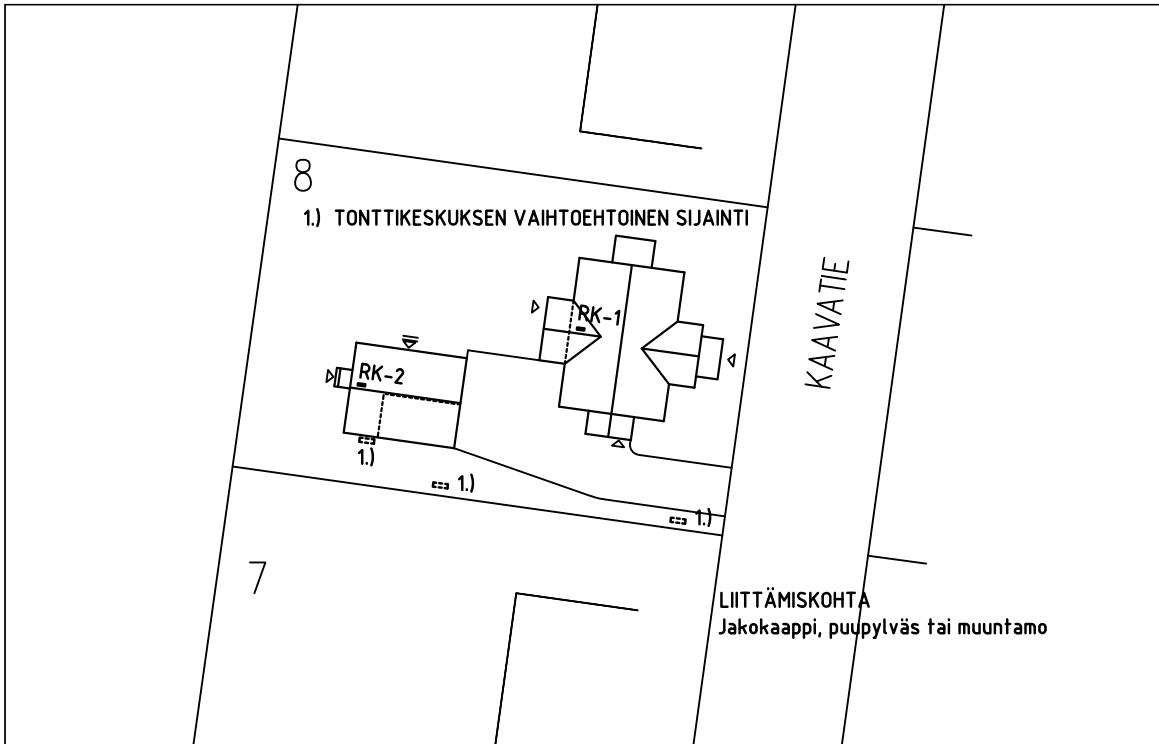 8
1.) TONTTIKESKUKSEN VAIHTOEHTOINEN SIJAINTI
KAAVATIE
RK-1
RK-2
1.)
1.)
1.)
7
LIITTÄMISKOHTA
Jakokaappi, puupylväs tai muuntamo